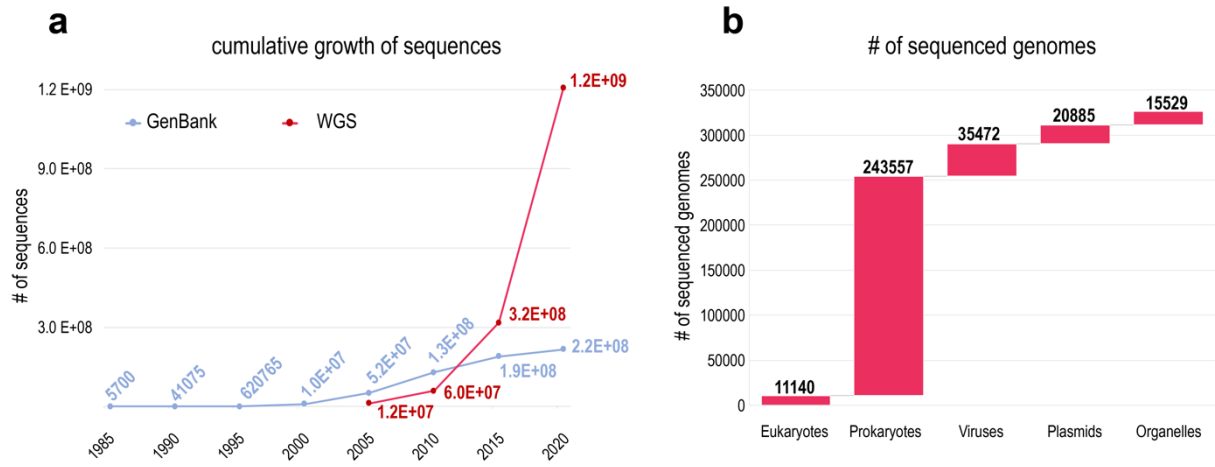 a
cumulative growth of sequences
# of sequences
1.2 E+09
9.0 E+08
6.0 E+08
3.0 E+08
GenBank
WGS
5700
41075
620765
1.0E+07
5.2E+07
1.3E+08
1.9E+08
2.2E+08
1.2E+07
6.0E+07
3.2E+08
1.2E+09
1985
1990
1995
2000
2005
2010
2015
2020
b
# of sequenced genomes
# of sequenced genomes
350000
300000
250000
200000
150000
100000
50000
0
11140
243557
35472
20885
15529
Eukaryotes
Prokaryotes
Viruses
Plasmids
Organelles